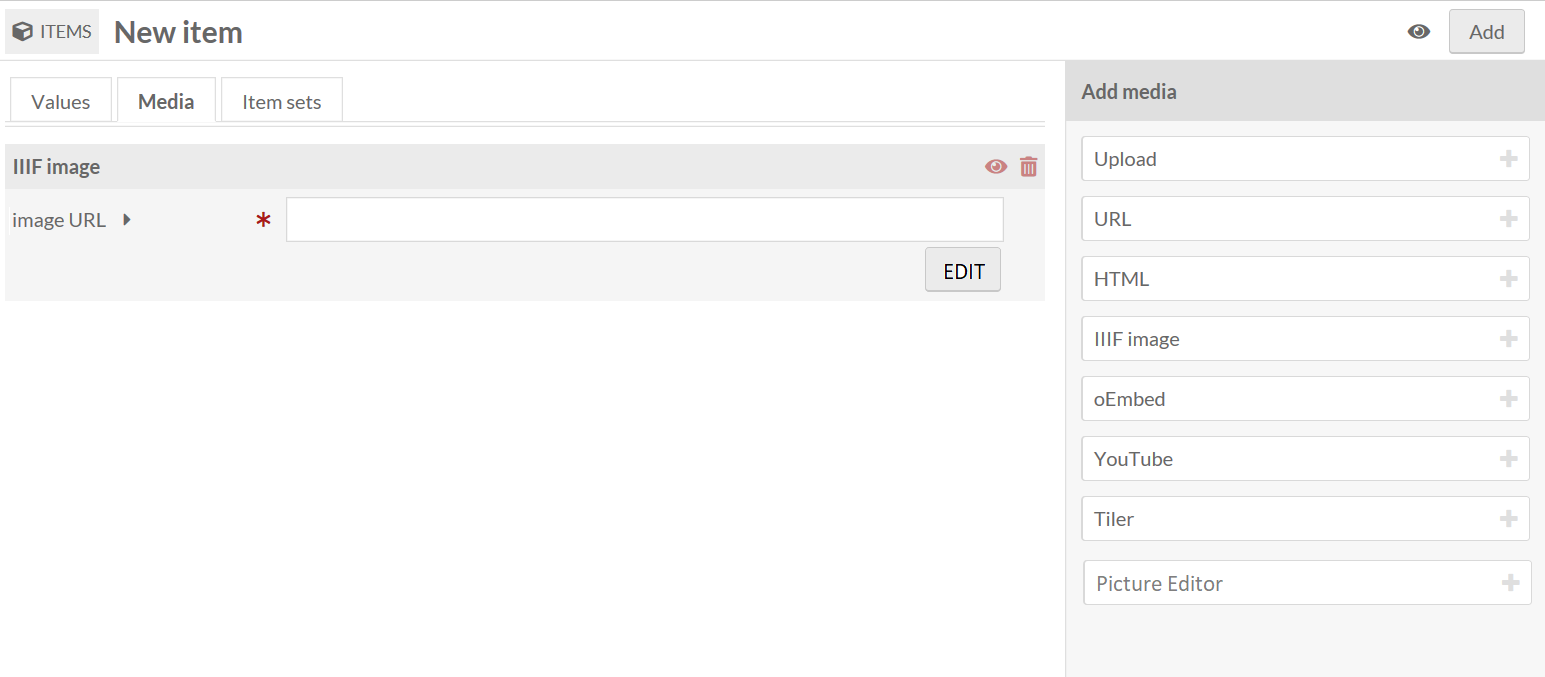 ITEMS New item Add
Values Media Item sets
IIIF image
image URL *
EDIT
Add media
Upload
URL
HTML
IIIF image
oEmbed
YouTube
Tiler
Picture Editor